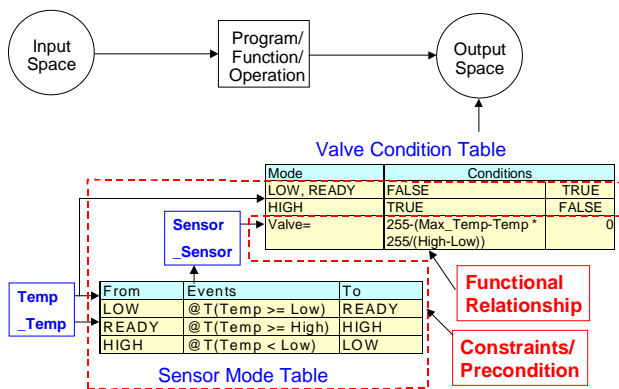 Input
Space
Program/
Function/
Operation
Output
Space
Valve Condition Table
Mode Conditions
LOW, READY FALSE TRUE
HIGH TRUE FALSE
Valve= 255-(Max_Temp-Temp * 0
255/(High-Low))
Sensor
_Sensor
Functional
Relationship
Temp
_Temp
From Events To
LOW @T(Temp >= Low) READY
READY @T(Temp >= High) HIGH
HIGH @T(Temp < Low) LOW
Constraints/
Precondition
Sensor Mode Table